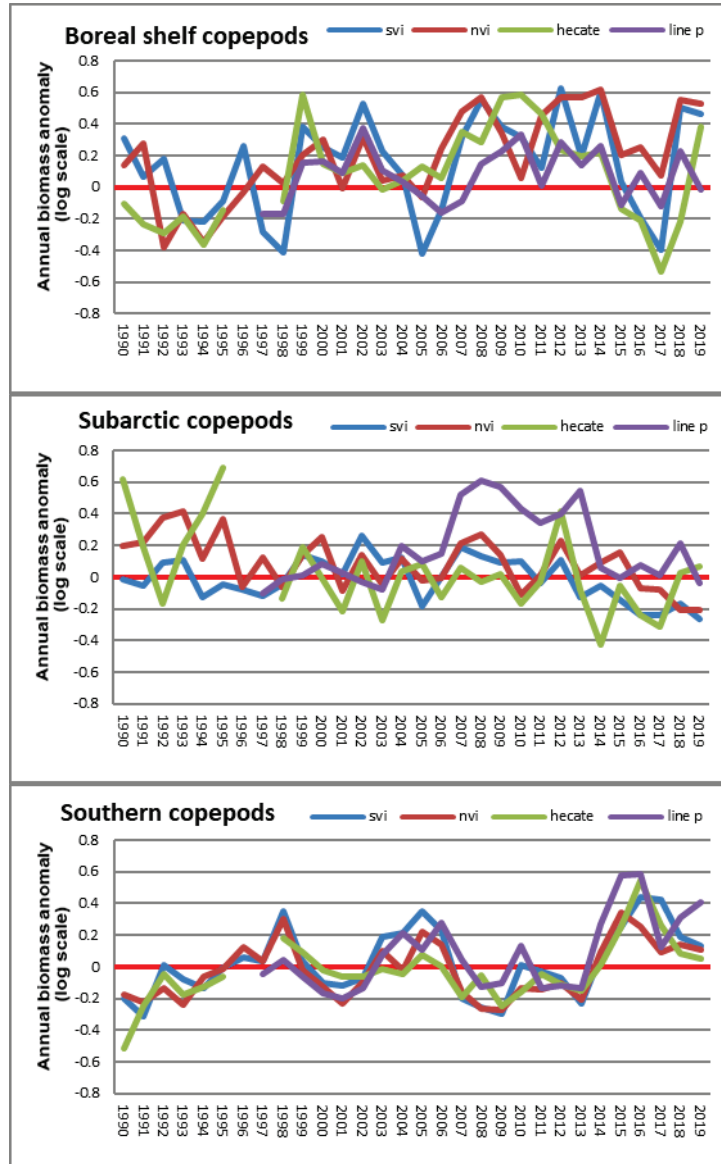 Boreal shelf copepods
svi nvi hecate line p
Annual biomass anomaly
(log scale)
0.8
0.6
0.4
0.2
0
-0.2
-0.4
-0.6
-0.8
1990 1991 1992 1993 1994 1995 1996 1997 1998 1999 2000 2001 2002 2003 2004 2005 2006 2007 2008 2009 2010 2011 2012 2013 2014 2015 2016 2017 2018 2019
Subarctic copepods
svi nvi hecate line p
Annual biomass anomaly
(log scale)
0.8
0.6
0.4
0.2
0
-0.2
-0.4
-0.6
-0.8
1990 1991 1992 1993 1994 1995 1996 1997 1998 1999 2000 2001 2002 2003 2004 2005 2006 2007 2008 2009 2010 2011 2012 2013 2014 2015 2016 2017 2018 2019
Southern copepods
svi nvi hecate line p
Annual biomass anomaly
(log scale)
0.8
0.6
0.4
0.2
0
-0.2
-0.4
-0.6
-0.8
1990 1991 1992 1993 1994 1995 1996 1997 1998 1999 2000 2001 2002 2003 2004 2005 2006 2007 2008 2009 2010 2011 2012 2013 2014 2015 2016 2017 2018 2019